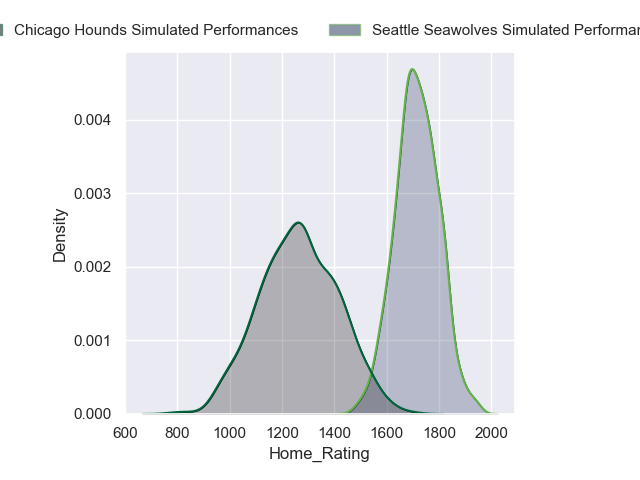 Chicago Hounds Simulated Performances Seattle Seawolves Simulated
0.004
0.003
0.002
0.001
0.000
Density
600 800 1000 1200 1400 1600 1800 2000
Home_Rating